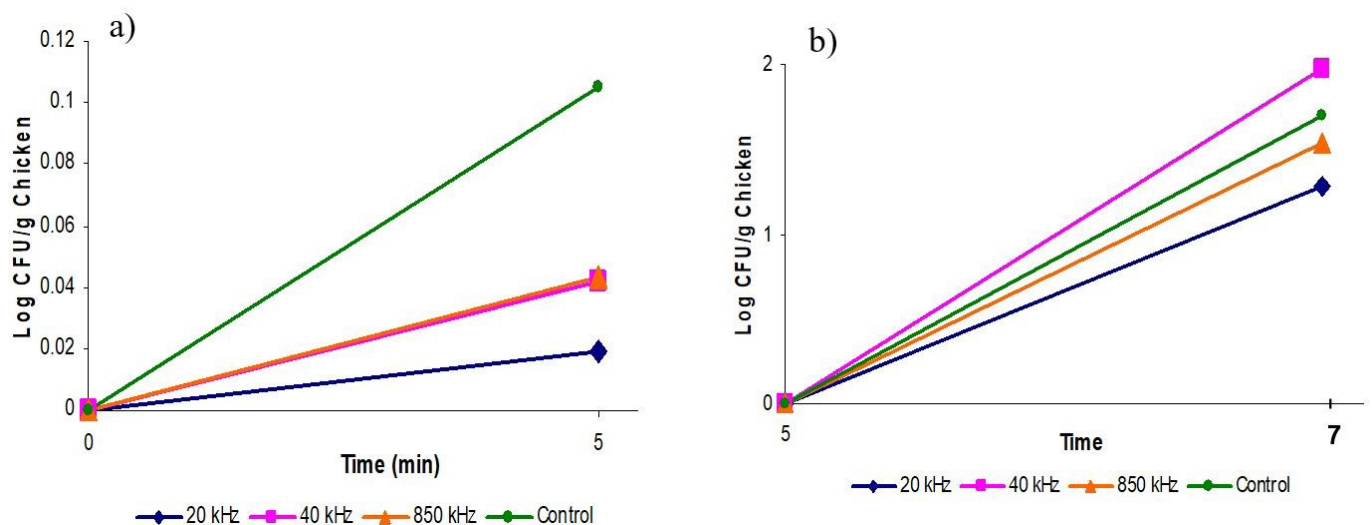 a)
Log CFU/g Chicken
0.12
0.1
0.08
0.06
0.04
0.02
0
0 5
Time (min)
20 kHz 40 kHz 850 kHz Control
b)
Log CFU/g Chicken
2
1
0
5 7
Time
20 kHz 40 kHz 850 kHz Control